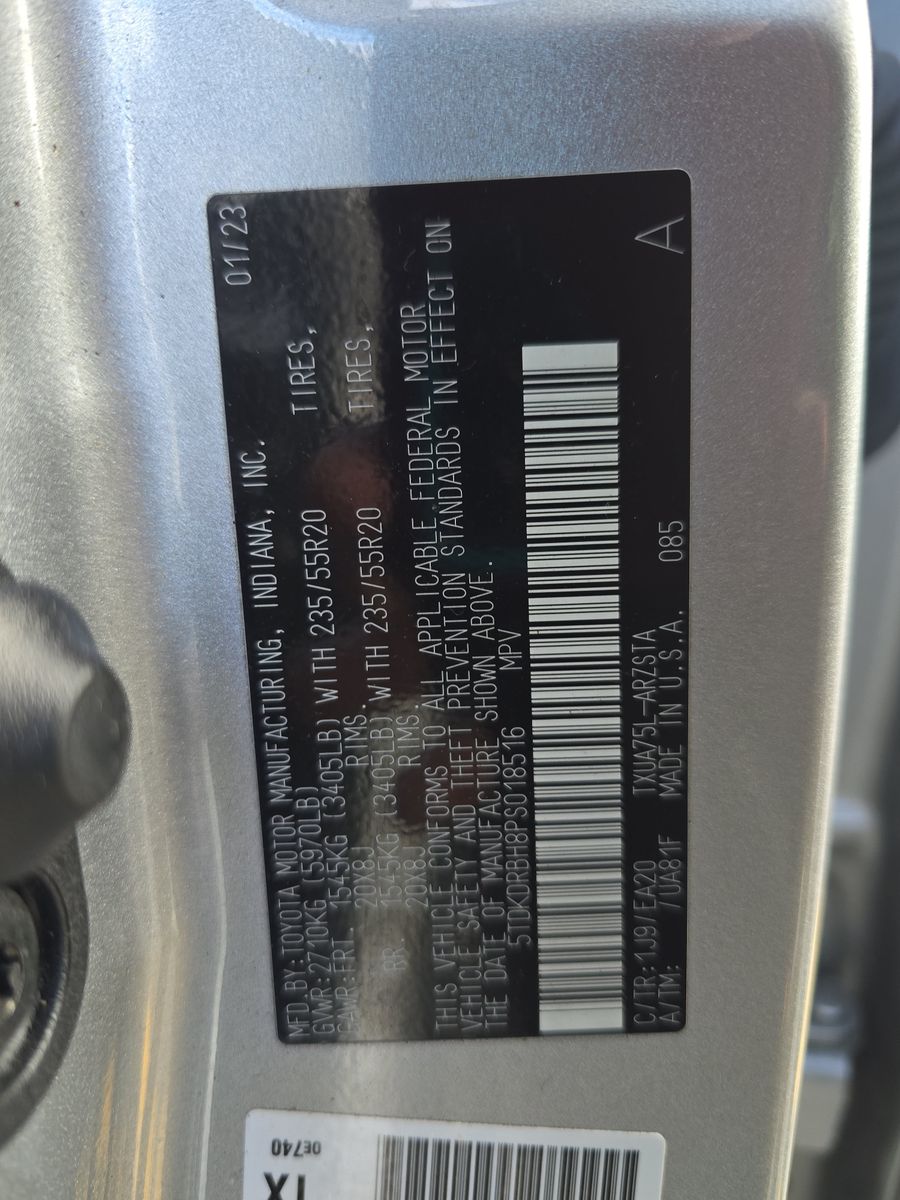 01/23
MFD.BY:TOYOTA MOTOR MANUFACTURING, INDIANA, INC.
GVWR:2710KG (5970LB)
GAWR:FRT. 1545KG (3405LB) WITH 235/55R20 TIRES,
20X8J RIMS.
RR. 1545KG (3405LB) WITH 235/55R20 TIRES,
20X8J RIMS.
THIS VEHICLE CONFORMS TO ALL APPLICABLE FEDERAL MOTOR
VEHICLE SAFETY AND THEFT PREVENTION STANDARDS IN EFFECT ON
THE DATE OF MANUFACTURE SHOWN ABOVE.
5TDKDRBH8PS018516 MPV
C/TR:1J9/EA20 TXUA75L-ARZSTA
A/TM: /UA81F MADE IN U.S.A. 085
A
0E740
TX